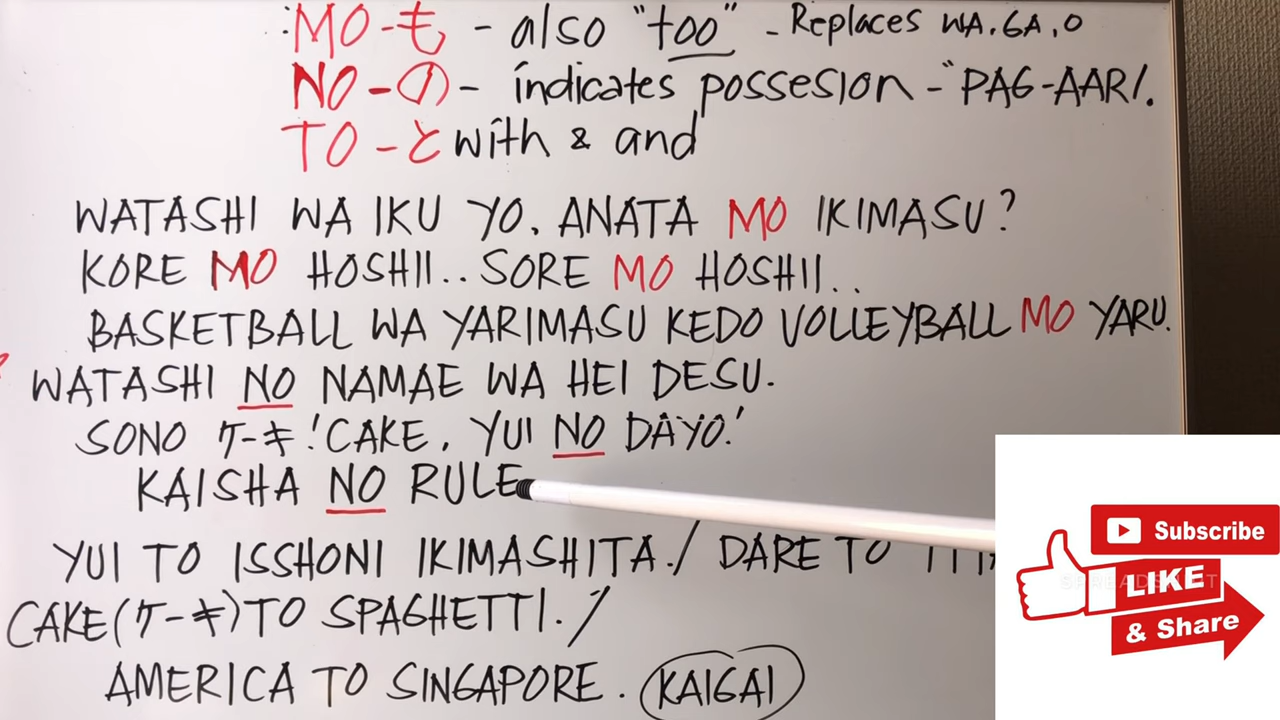 MO-も - also "too" - Replaces WA.GA.O
NO-の - indicates possesion - "PAG-AARI.
TO-と with & and
WATASHI WA IKU YO. ANATA MO IKIMASU?
KORE MO HOSHII.. SORE MO HOSHII..
BASKETBALL WA YARIMASU KEDO VOLLEYBALL MO YARU.
WATASHI NO NAMAE WA HEI DESU.
SONO ケーキ!CAKE. YUI NO DAYO!'
KAISHA NO RULE
YUI TO ISSHONI IKIMASHITA./ DARE TO
CAKE(ケーキ)TO SPAGHETTI./
AMERICA TO SINGAPORE. KAIGAI
Subscribe
LIKE
& Share